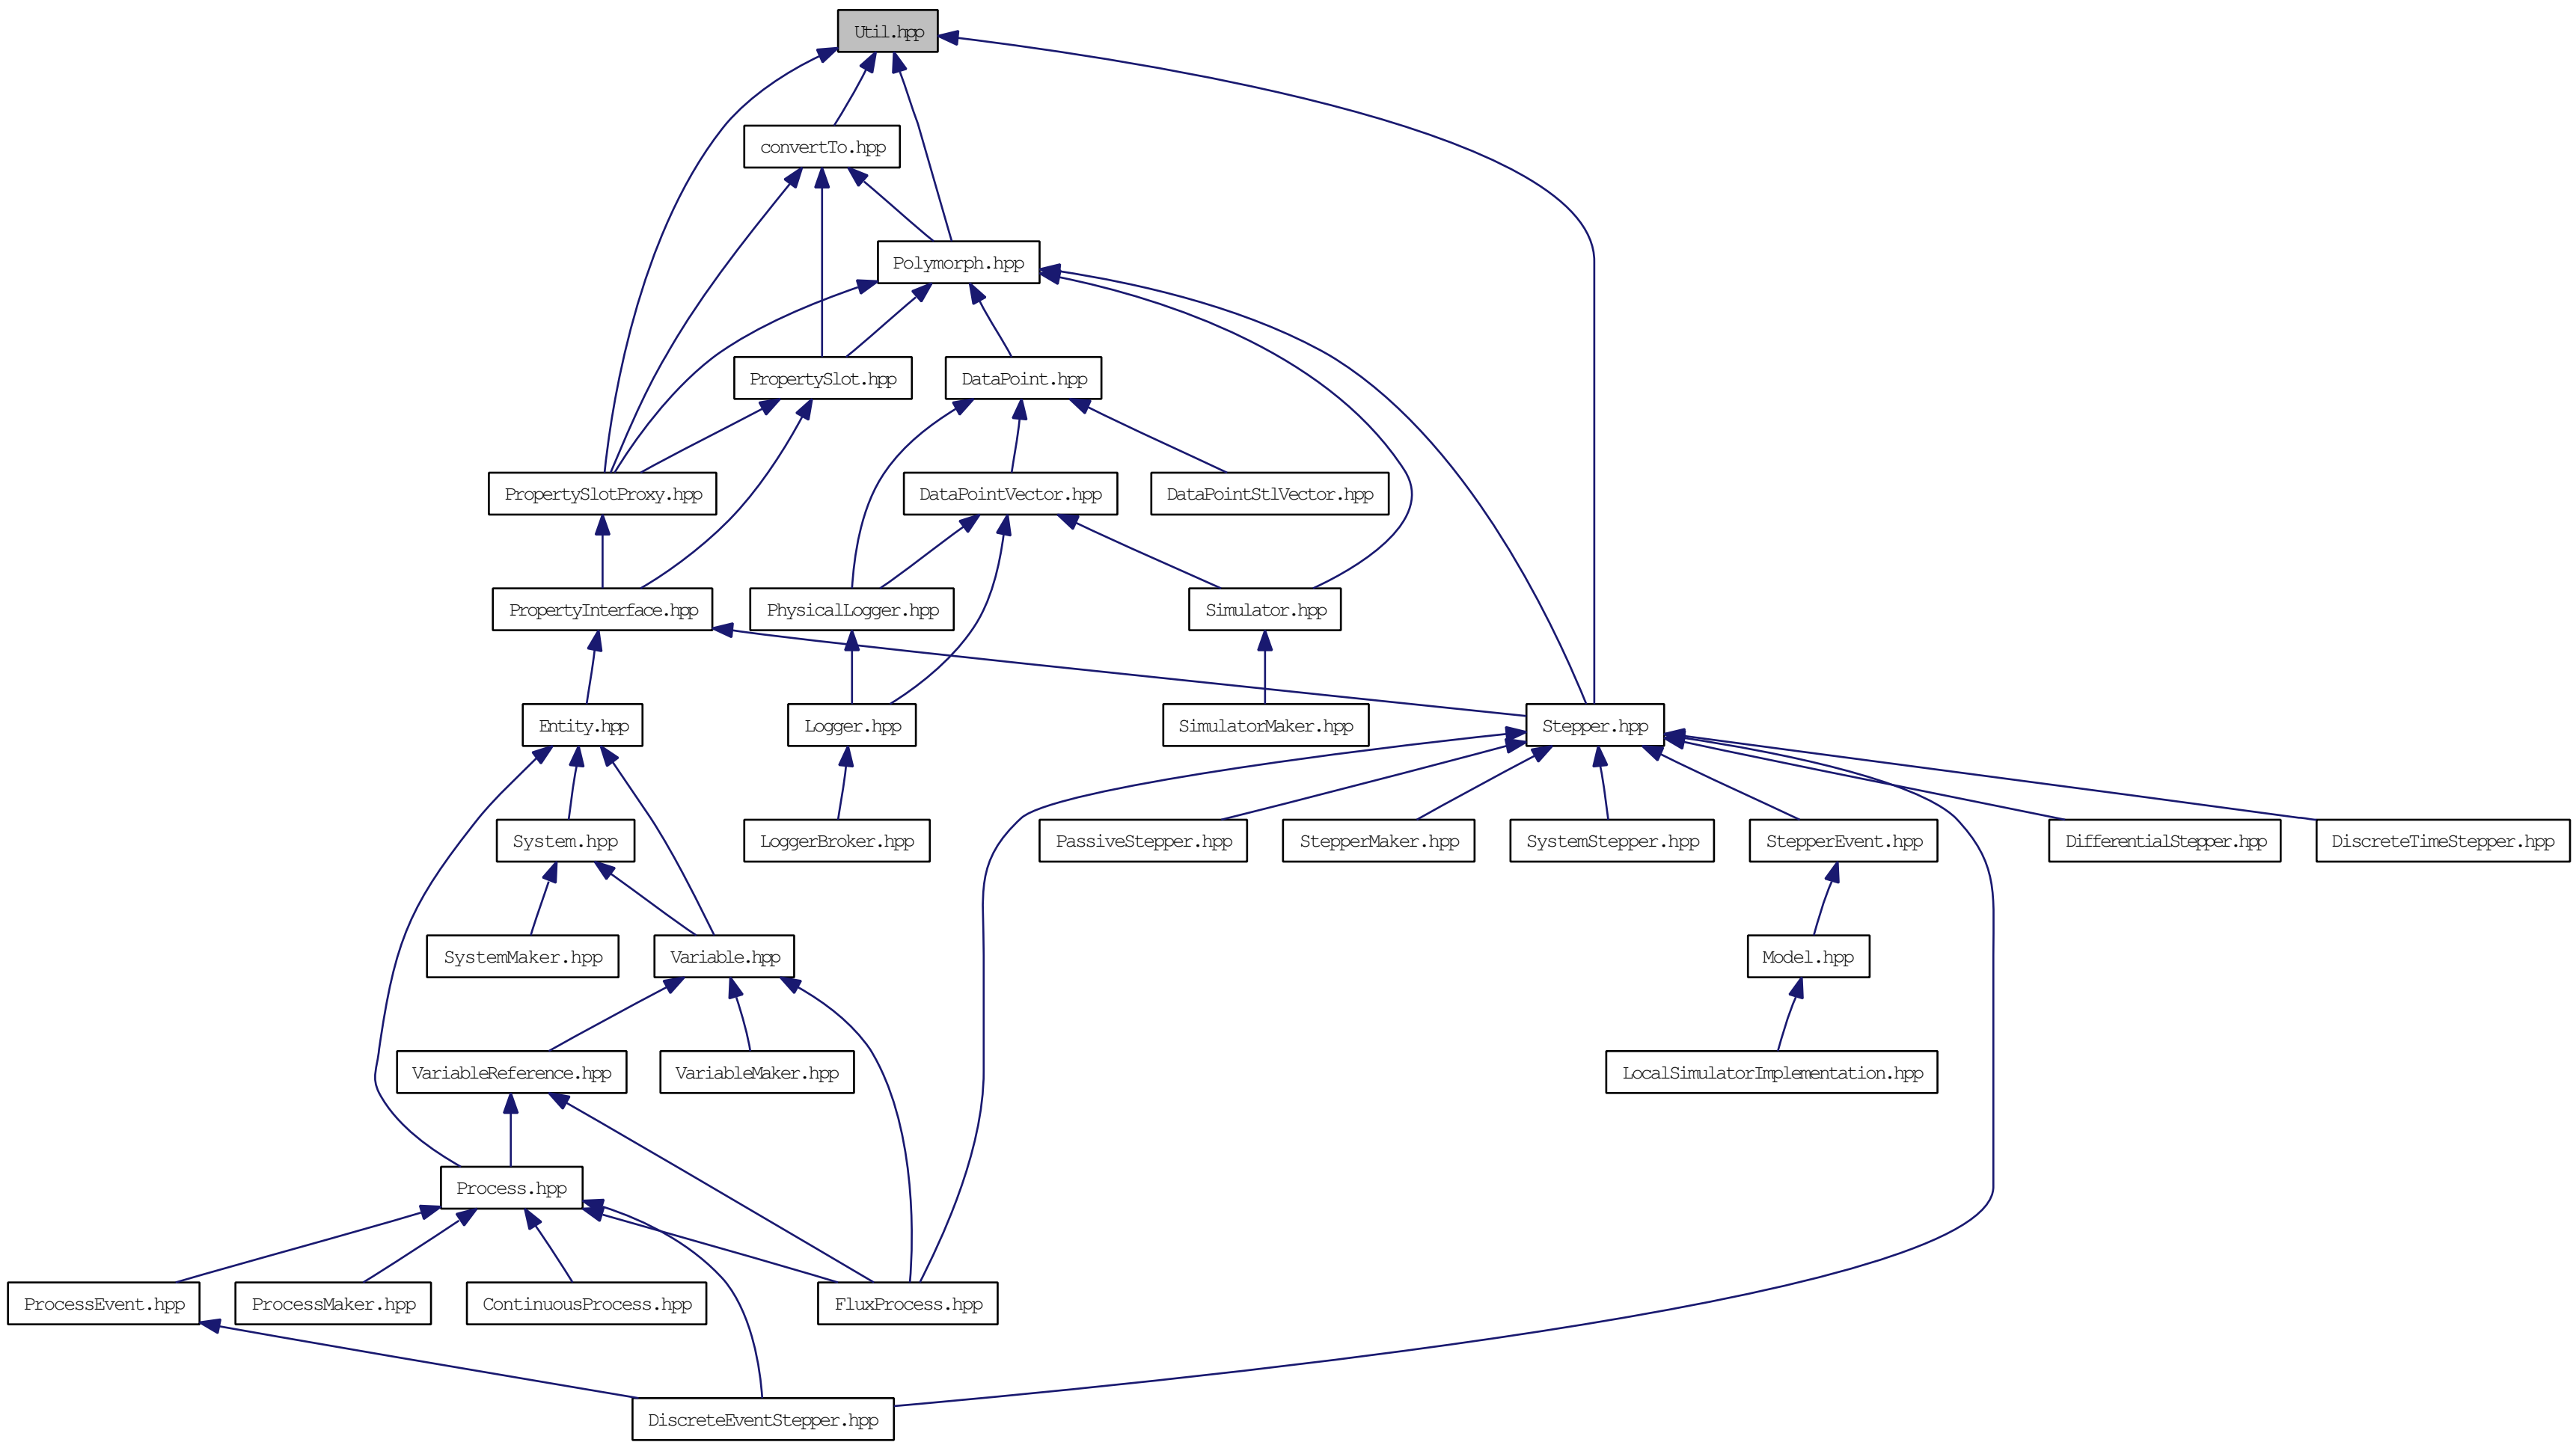 Util.hpp
convertTo.hpp
Polymorph.hpp
PropertySlot.hpp
DataPoint.hpp
PropertySlotProxy.hpp
DataPointVector.hpp
DataPointStlVector.hpp
PropertyInterface.hpp
PhysicalLogger.hpp
Simulator.hpp
Entity.hpp
Logger.hpp
SimulatorMaker.hpp
Stepper.hpp
System.hpp
LoggerBroker.hpp
PassiveStepper.hpp
StepperMaker.hpp
SystemStepper.hpp
StepperEvent.hpp
DifferentialStepper.hpp
DiscreteTimeStepper.hpp
SystemMaker.hpp
Variable.hpp
Model.hpp
VariableReference.hpp
VariableMaker.hpp
LocalSimulatorImplementation.hpp
Process.hpp
ProcessEvent.hpp
ProcessMaker.hpp
ContinuousProcess.hpp
FluxProcess.hpp
DiscreteEventStepper.hpp